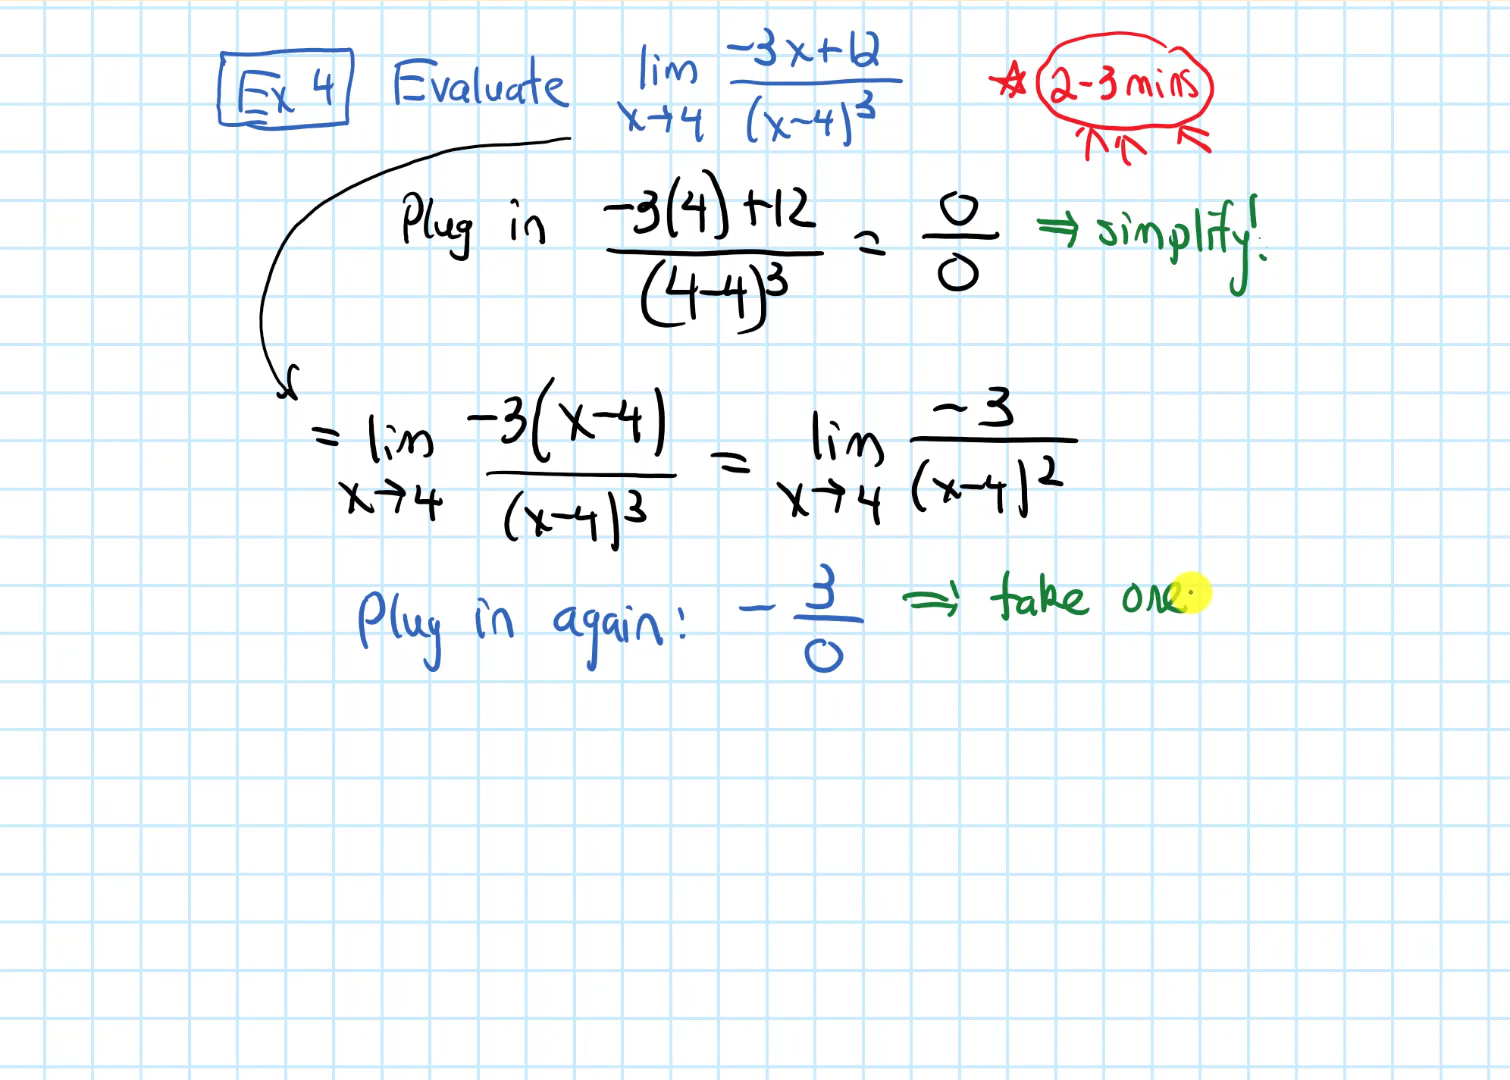 Ex 4 Evaluate lim x→4 (-3x+12)/(x-4)^3 ☆ 2-3 mins
Plug in (-3(4)+12)/((4-4)^3) = 0/0 ⇒ simplify!
= lim x→4 (-3(x-4))/((x-4)^3) = lim x→4 (-3)/((x-4)^2)
Plug in again: -3/0 ⇒ take one